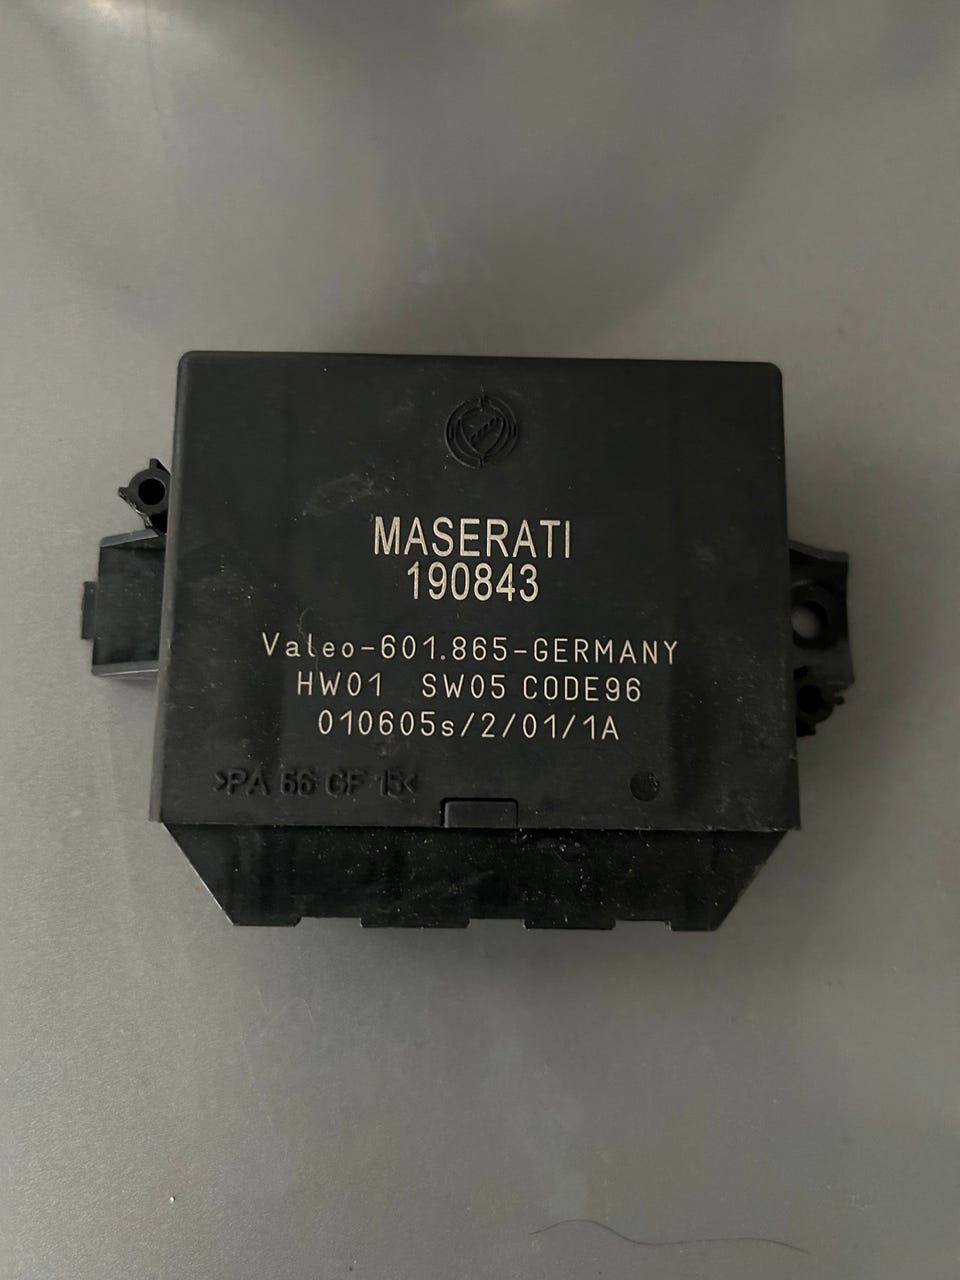 MASERATI
190843
Valeo-601.865-GERMANY
HW01 SW05 CODE96
010605s/2/01/1A
>PA 66 GF 15<